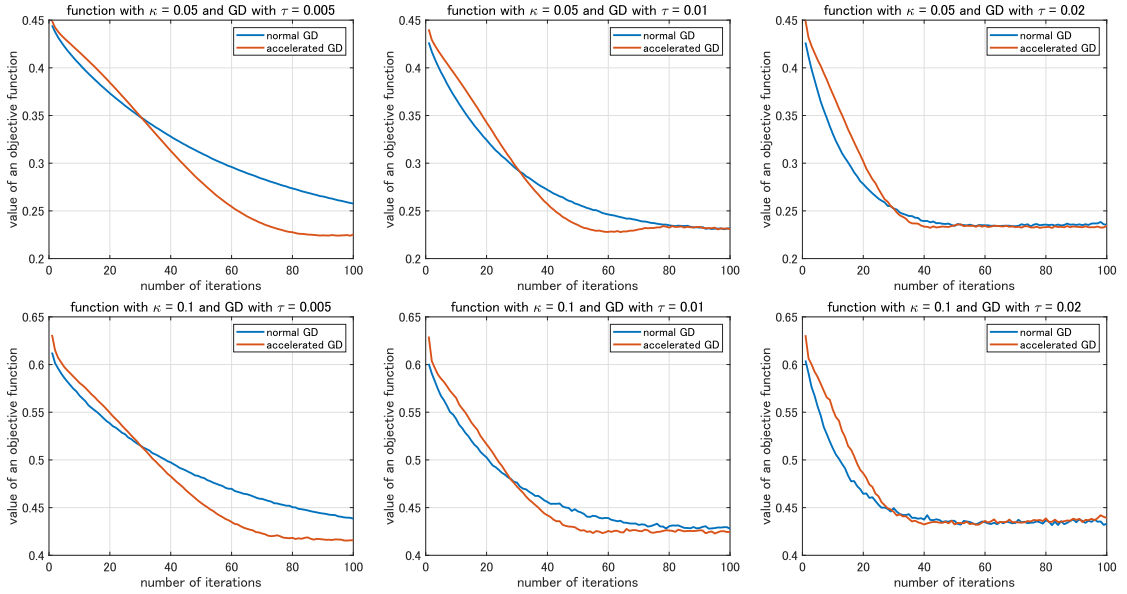 function with κ = 0.05 and GD with τ = 0.005
value of an objective function
0.45
0.4
0.35
0.3
0.25
0.2
normal GD
accelerated GD
0 20 40 60 80 100
number of iterations
function with κ = 0.05 and GD with τ = 0.01
value of an objective function
0.45
0.4
0.35
0.3
0.25
0.2
normal GD
accelerated GD
0 20 40 60 80 100
number of iterations
function with κ = 0.05 and GD with τ = 0.02
value of an objective function
0.45
0.4
0.35
0.3
0.25
0.2
normal GD
accelerated GD
0 20 40 60 80 100
number of iterations
function with κ = 0.1 and GD with τ = 0.005
value of an objective function
0.65
0.6
0.55
0.5
0.45
0.4
normal GD
accelerated GD
0 20 40 60 80 100
number of iterations
function with κ = 0.1 and GD with τ = 0.01
value of an objective function
0.65
0.6
0.55
0.5
0.45
0.4
normal GD
accelerated GD
0 20 40 60 80 100
number of iterations
function with κ = 0.1 and GD with τ = 0.02
value of an objective function
0.65
0.6
0.55
0.5
0.45
0.4
normal GD
accelerated GD
0 20 40 60 80 100
number of iterations